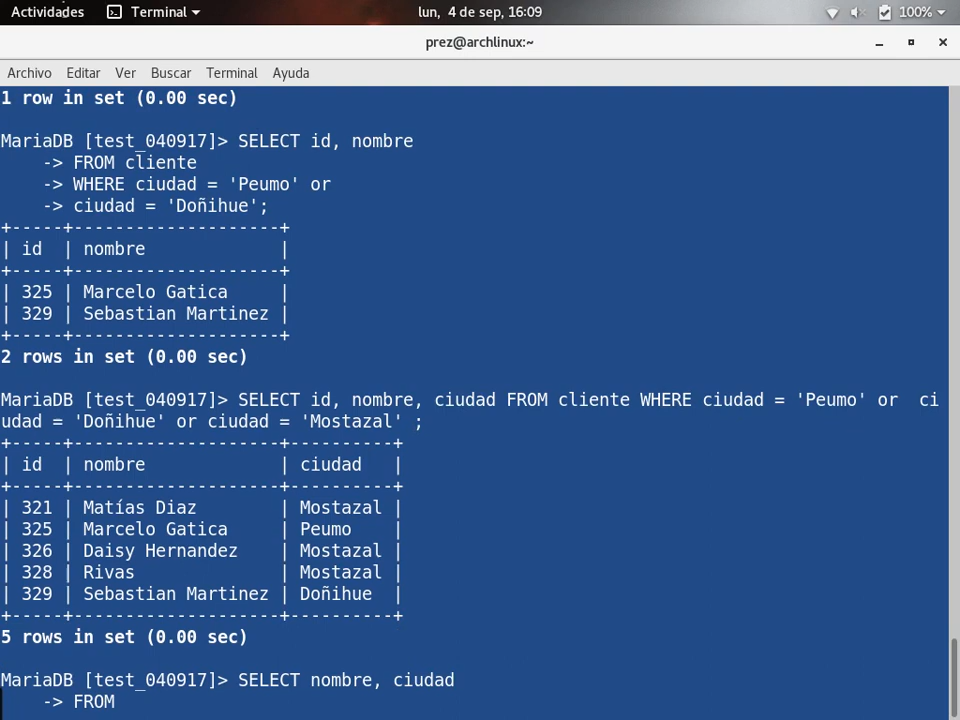 Actividades Terminal lun, 4 de sep, 16:09 100%
prez@archlinux:~
Archivo Editar Ver Buscar Terminal Ayuda
1 row in set (0.00 sec)
MariaDB [test_040917]> SELECT id, nombre
    -> FROM cliente
    -> WHERE ciudad = 'Peumo' or
    -> ciudad = 'Doñihue';
+-----+--------------------+
| id  | nombre             |
+-----+--------------------+
| 325 | Marcelo Gatica     |
| 329 | Sebastian Martinez |
+-----+--------------------+
2 rows in set (0.00 sec)
MariaDB [test_040917]> SELECT id, nombre, ciudad FROM cliente WHERE ciudad = 'Peumo' or  ci
udad = 'Doñihue' or ciudad = 'Mostazal' ;
+-----+--------------------+----------+
| id  | nombre             | ciudad   |
+-----+--------------------+----------+
| 321 | Matías Diaz        | Mostazal |
| 325 | Marcelo Gatica     | Peumo    |
| 326 | Daisy Hernandez    | Mostazal |
| 328 | Rivas              | Mostazal |
| 329 | Sebastian Martinez | Doñihue  |
+-----+--------------------+----------+
5 rows in set (0.00 sec)
MariaDB [test_040917]> SELECT nombre, ciudad
    -> FROM